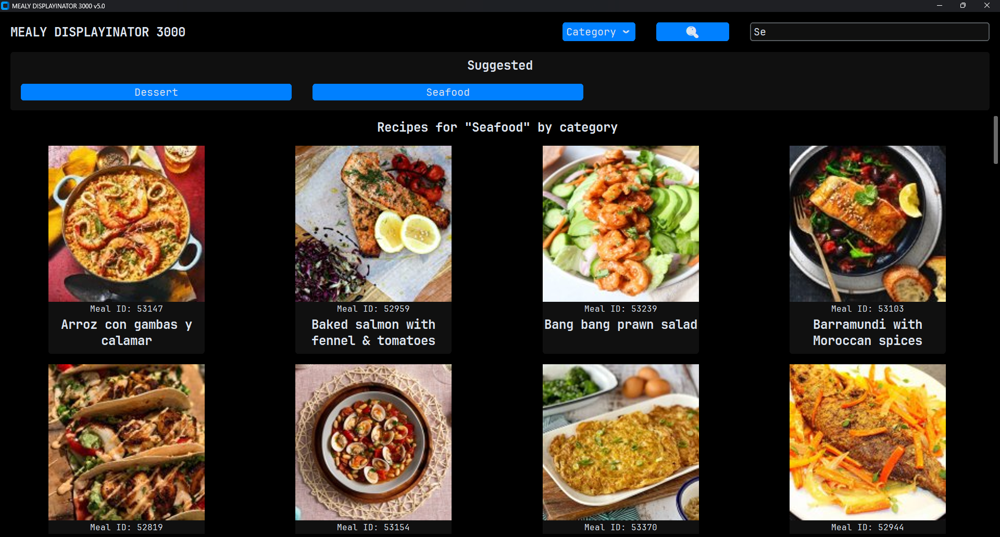 MEALY DISPLAYINATOR 3000 v5.0
MEALY DISPLAYINATOR 3000
Category
Se
Suggested
Dessert
Seafood
Recipes for "Seafood" by category
Meal ID: 53147
Arroz con gambas y
calamar
Meal ID: 52959
Baked salmon with
fennel & tomatoes
Meal ID: 53239
Bang bang prawn salad
Meal ID: 53103
Barramundi with
Moroccan spices
Meal ID: 52819
Meal ID: 53154
Meal ID: 53370
Meal ID: 52944